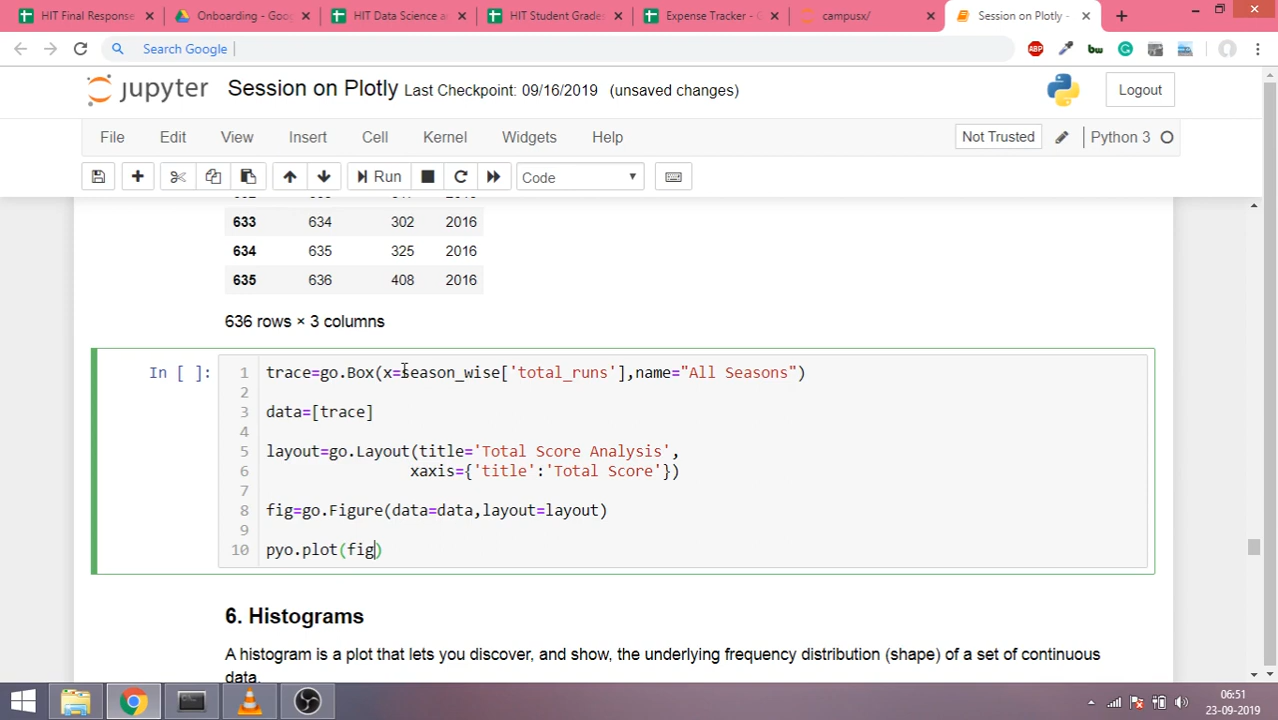 HIT Final Response
Onboarding - Goo
HIT Data Science a
HIT Student Grade
Expense Tracker - G
campusx/
Session on Plotly -
Search Google
ABP
bw
jupyter Session on Plotly Last Checkpoint: 09/16/2019 (unsaved changes)
Logout
File Edit View Insert Cell Kernel Widgets Help
Not Trusted Python 3
Run Code
633 634 302 2016
634 635 325 2016
635 636 408 2016
636 rows × 3 columns
In [ ]: 1 trace=go.Box(x=season_wise['total_runs'],name="All Seasons")
2
3 data=[trace]
4
5 layout=go.Layout(title='Total Score Analysis',
6 xaxis={'title':'Total Score'})
7
8 fig=go.Figure(data=data,layout=layout)
9
10 pyo.plot(fig)
6. Histograms
A histogram is a plot that lets you discover, and show, the underlying frequency distribution (shape) of a set of continuous
data.
06:51
23-09-2019